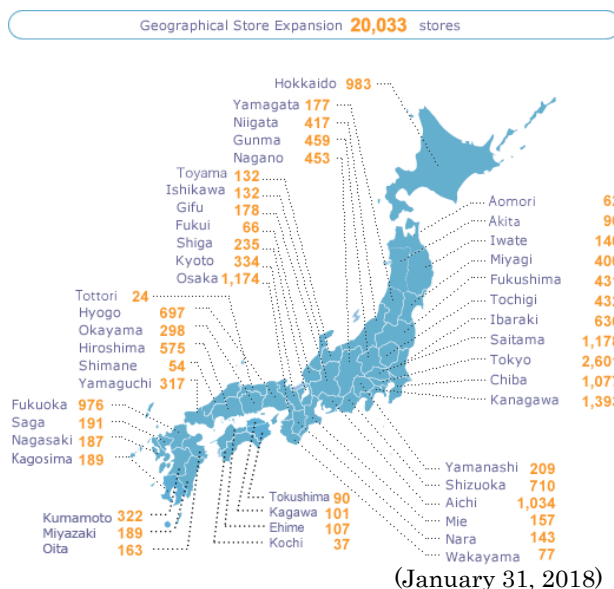 Geographical Store Expansion 20,033 stores
Hokkaido 983
Yamagata 177
Niigata 417
Gunma 459
Nagano 453
Toyama 132
Ishikawa 132
Gifu 178
Fukui 66
Shiga 235
Kyoto 334
Osaka 1,174
Tottori 24
Hyogo 697
Okayama 298
Hiroshima 575
Shimane 54
Yamaguchi 317
Fukuoka 976
Saga 191
Nagasaki 187
Kagosima 189
Kumamoto 322
Miyazaki 189
Oita 163
Tokushima 90
Kagawa 101
Ehime 107
Kochi 37
Aomori
Akita
Iwate
Miyagi
Fukushima
Tochigi
Ibaraki
Saitama
Tokyo
Chiba
Kanagawa
Yamanashi 209
Shizuoka 710
Aichi 1,034
Mie 157
Nara 143
Wakayama 77
(January 31, 2018)